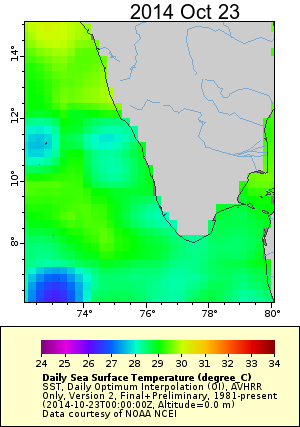 2014 Oct 23
14°
12°
10°
8°
74° 76° 78° 80°
24 25 26 27 28 29 30 31 32 33 34
Daily Sea Surface Temperature (degree_C)
SST, Daily Optimum Interpolation (OI), AVHRR
Only, Version 2, Final+Preliminary, 1981-present
(2014-10-23T00:00:00Z, Altitude=0.0 m)
Data courtesy of NOAA NCEI